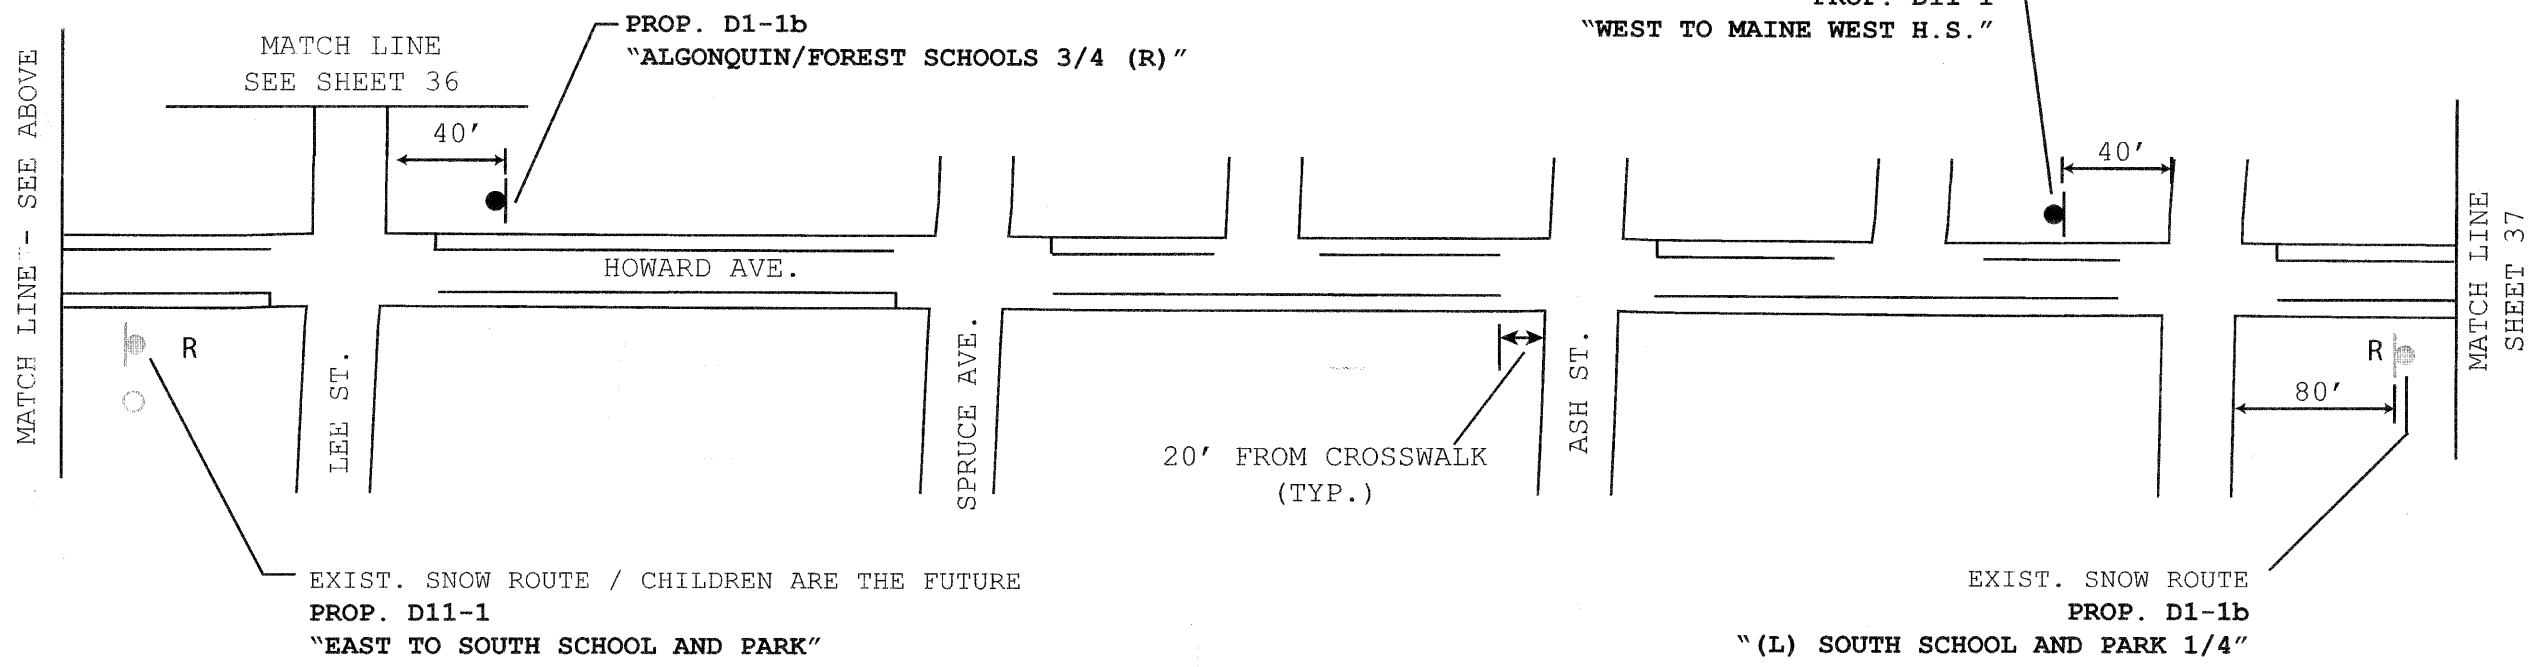 PROP. D1-1b
"ALGONQUIN/FOREST SCHOOLS 3/4 (R)"
PROP. D11-1
"WEST TO MAINE WEST H.S."
MATCH LINE - SEE ABOVE
MATCH LINE
SEE SHEET 36
40'
40'
HOWARD AVE.
MATCH LINE
SHEET 37
R
R
80'
LEE ST.
SPRUCE AVE.
ASH ST.
20' FROM CROSSWALK
(TYP.)
EXIST. SNOW ROUTE / CHILDREN ARE THE FUTURE
PROP. D11-1
"EAST TO SOUTH SCHOOL AND PARK"
EXIST. SNOW ROUTE
PROP. D1-1b
"(L) SOUTH SCHOOL AND PARK 1/4"